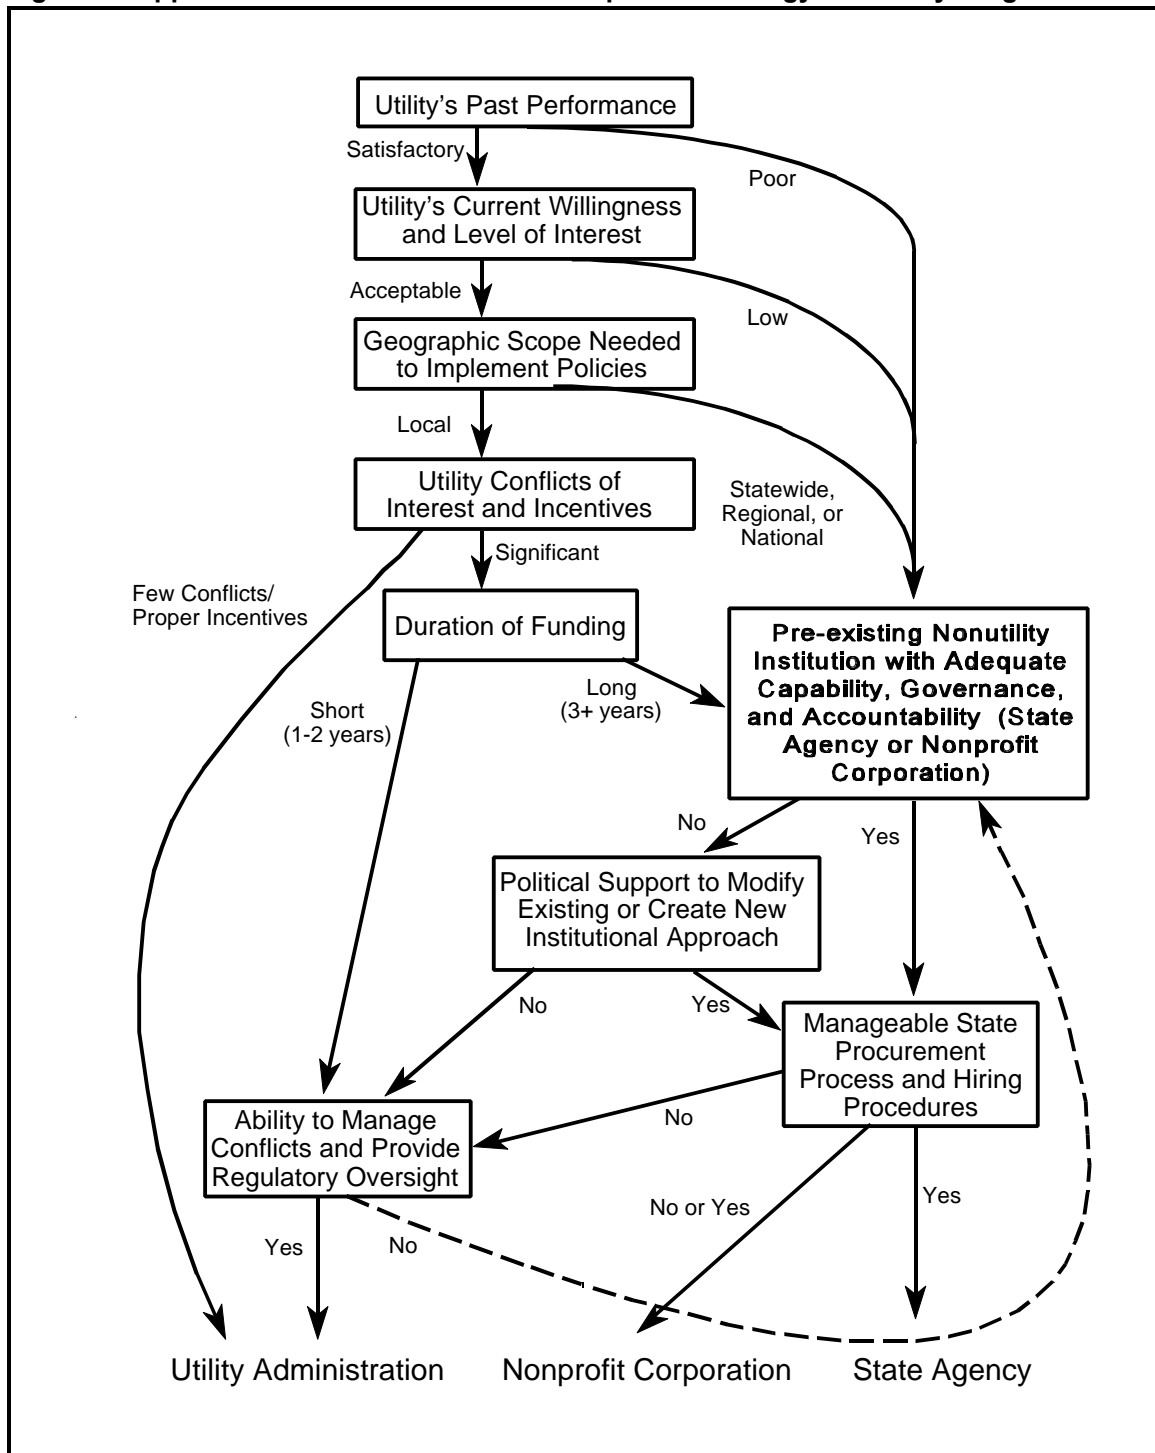 Utility's Past Performance
Satisfactory
Poor
Utility's Current Willingness
and Level of Interest
Acceptable
Low
Geographic Scope Needed
to Implement Policies
Local
Statewide,
Regional, or
National
Utility Conflicts of
Interest and Incentives
Significant
Few Conflicts/
Proper Incentives
Duration of Funding
Short
(1-2 years)
Long
(3+ years)
Pre-existing Nonutility
Institution with Adequate
Capability, Governance,
and Accountability (State
Agency or Nonprofit
Corporation)
No
Yes
Political Support to Modify
Existing or Create New
Institutional Approach
No
Yes
Manageable State
Procurement
Process and Hiring
Procedures
No
Ability to Manage
Conflicts and Provide
Regulatory Oversight
No or Yes
Yes
Yes
No
Utility Administration
Nonprofit Corporation
State Agency